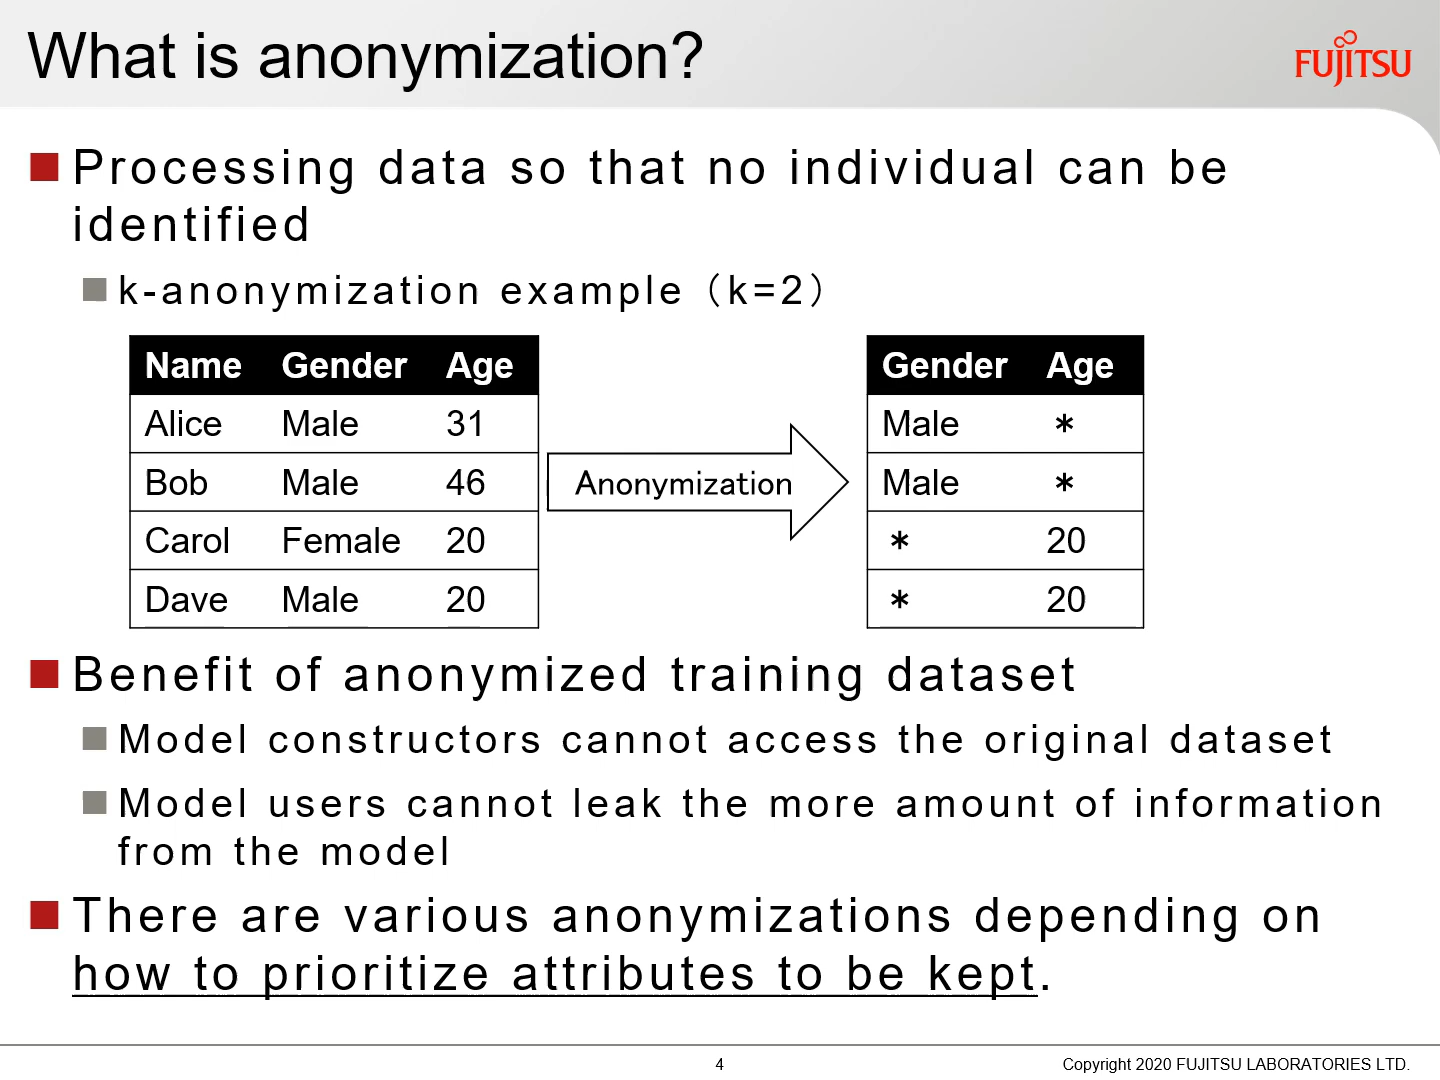 What is anonymization?
FUJITSU
Processing data so that no individual can be
identified
k-anonymization example（k=2）
Name Gender Age
Alice Male 31
Bob Male 46
Carol Female 20
Dave Male 20
Anonymization
Gender Age
Male *
Male *
* 20
* 20
Benefit of anonymized training dataset
Model constructors cannot access the original dataset
Model users cannot leak the more amount of information
from the model
There are various anonymizations depending on
how to prioritize attributes to be kept.
4
Copyright 2020 FUJITSU LABORATORIES LTD.